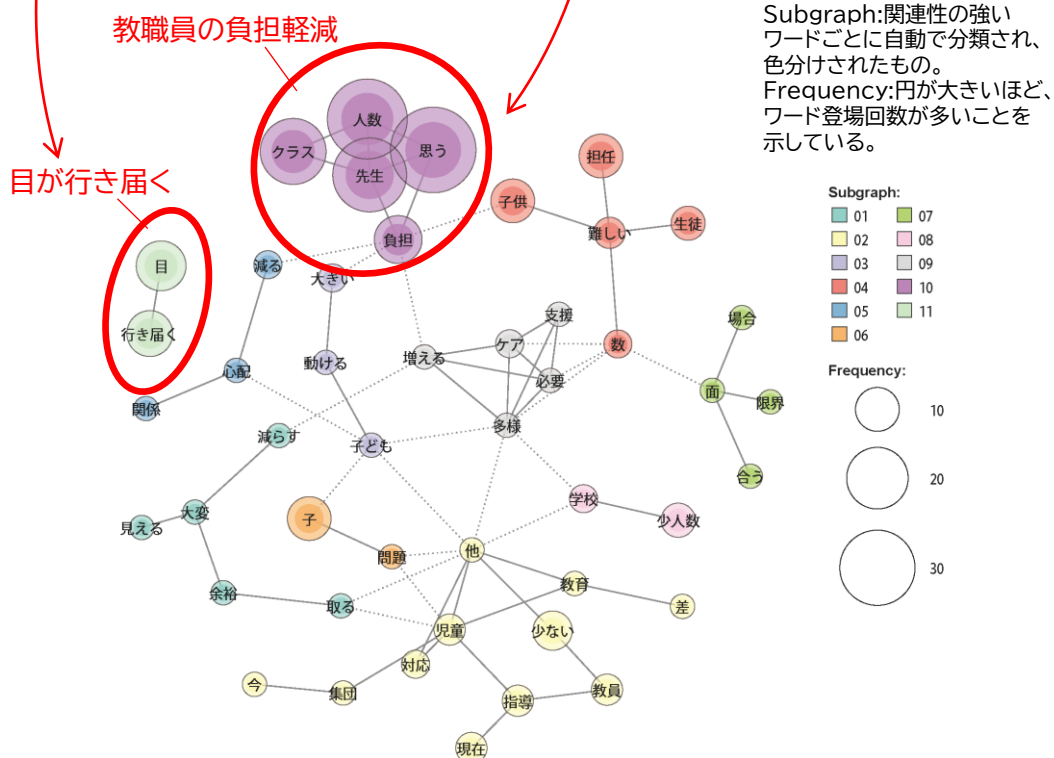 教職員の負担軽減
目が行き届く
Subgraph:関連性の強い
ワードごとに自動で分類され、
色分けされたもの。
Frequency:円が大きいほど、
ワード登場回数が多いことを
示している。
人数
クラス
思う
先生
負担
担任
子供
難しい
生徒
目
行き届く
減る
大きい
支援
場合
ケア
数
増える
動ける
必要
心配
面
限界
関係
多様
減らす
子ども
合う
学校
少人数
子
大変
見える
他
問題
教育
余裕
取る
差
児童
少ない
対応
今
集団
指導
教員
現在
Subgraph:
01 07
02 08
03 09
04 10
05 11
06
Frequency:
10
20
30